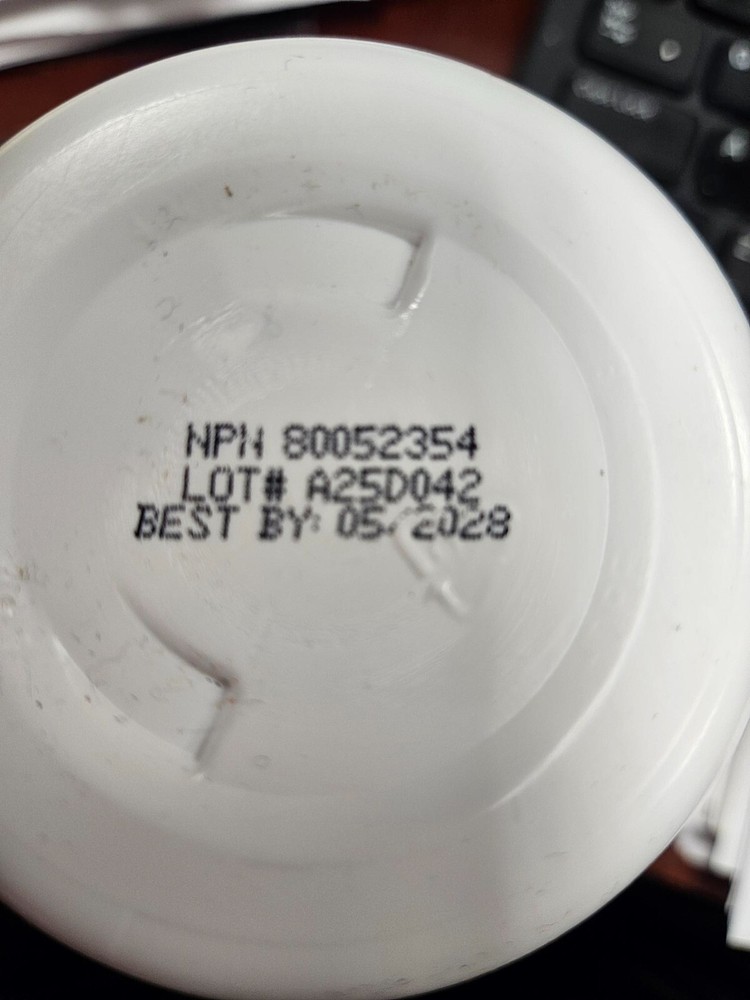 NPN 80052354
LOT# A25D042
BEST BY: 05/2028